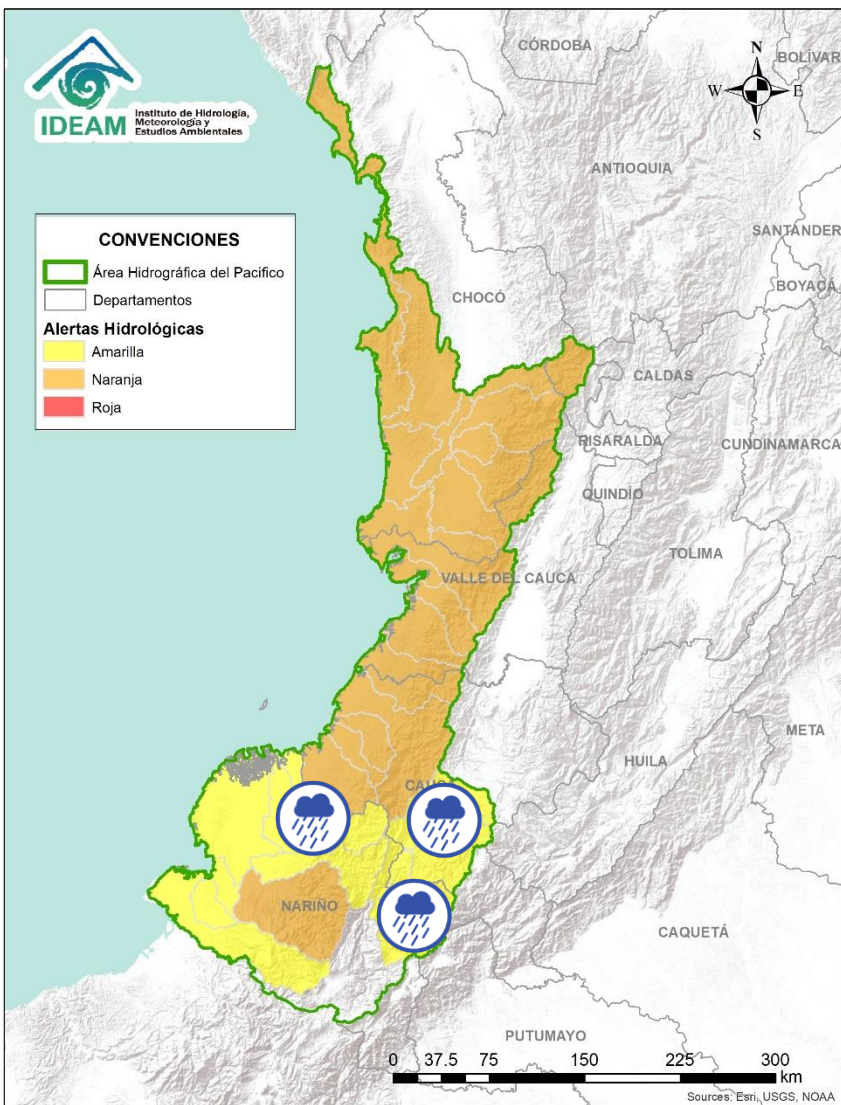 IDEAM
Instituto de Hidrología,
Meteorología y
Estudios Ambientales
CÓRDOBA
BOLÍVAR
N
W
E
S
ANTIOQUIA
SANTANDER
BOYACÁ
CONVENCIONES
Área Hidrográfica del Pacifico
Departamentos
Alertas Hidrológicas
Amarilla
Naranja
Roja
CHOCÓ
CALDAS
RISARALDA
CUNDINAMARCA
QUINDÍO
TOLIMA
VALLE DEL CAUCA
META
HUILA
CAUCA
NARIÑO
CAQUETÁ
PUTUMAYO
0 37.5 75 150 225 300
km
Sources: Esri, USGS, NOAA